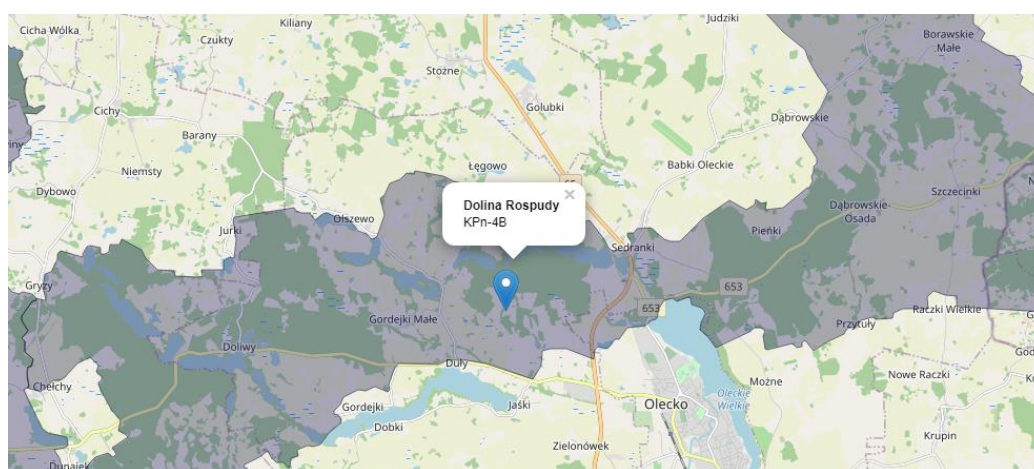 Cicha Wólka
Kiliany
Judziki
Borawskie
Małe
Czukty
Stożne
Cichy
Golubki
Dąbrowskie
Barany
Niemsty
Łęgowo
Babki Oleckie
Dybowo
Szczecinki
Dolina Rospudy
×
KPn-4B
Dąbrowskie-
Osada
Jurki
Olszewo
Pieńki
Sedranki
Gryzy
653
653
Gordejki Małe
Przytuły
Raczki Wielkie
Doliwy
Duły
Chełchy
Możne
Nowe Raczki
Gordejki
Jaśki
Olecko
Oleckie
Wielkie
Dobki
Zielonówek
Krupin
Dunajek